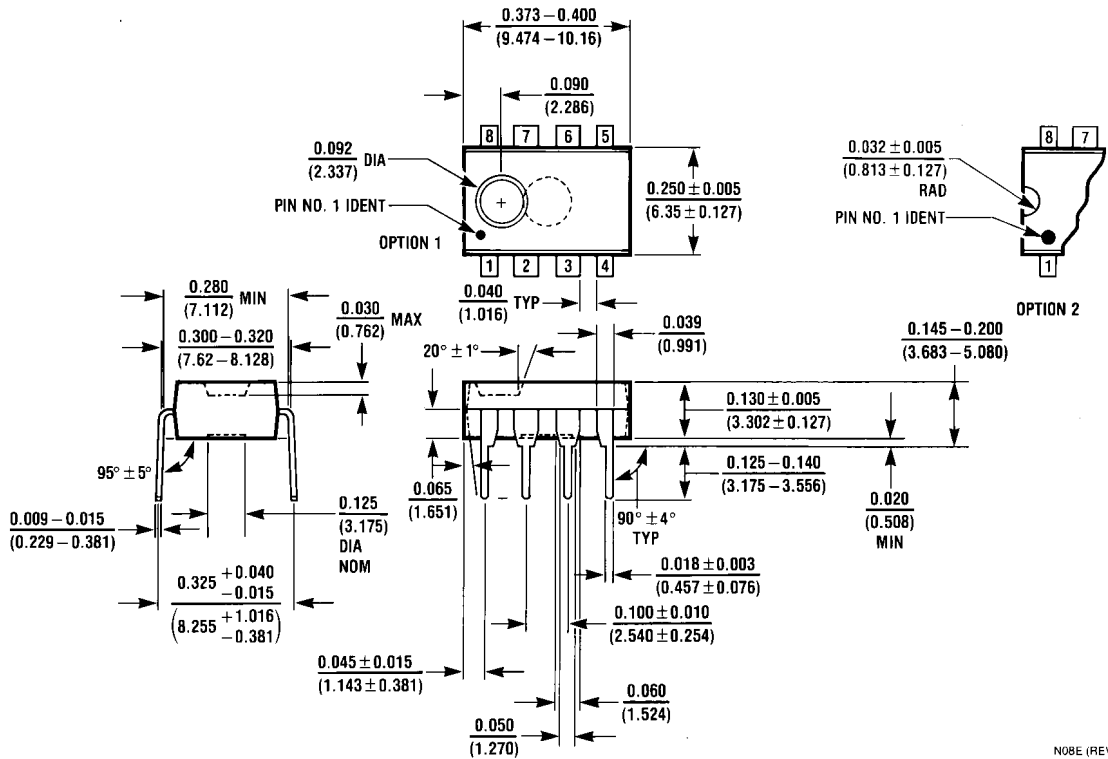 0.373 – 0.400
(9.474 – 10.16)
0.090
(2.286)
8 7 6 5
0.092 DIA
(2.337)
PIN NO. 1 IDENT
OPTION 1
0.250 ± 0.005
(6.35 ± 0.127)
1 2 3 4
+
8 7
0.032 ± 0.005
(0.813 ± 0.127)
RAD
PIN NO. 1 IDENT
1
OPTION 2
0.280 MIN
(7.112)
0.030 MAX
(0.762)
0.300 – 0.320
(7.62 – 8.128)
0.040 TYP
(1.016)
0.039
(0.991)
0.145 – 0.200
(3.683 – 5.080)
20° ± 1°
0.130 ± 0.005
(3.302 ± 0.127)
95° ± 5°
0.065
(1.651)
0.125 – 0.140
(3.175 – 3.556)
0.020
(0.508)
MIN
90° ± 4°
TYP
0.009 – 0.015
(0.229 – 0.381)
0.125
(3.175)
DIA
NOM
0.018 ± 0.003
(0.457 ± 0.076)
0.325 +0.040
–0.015
(8.255 +1.016
–0.381)
0.100 ± 0.010
(2.540 ± 0.254)
0.045 ± 0.015
(1.143 ± 0.381)
0.060
(1.524)
0.050
(1.270)
N08E (REV